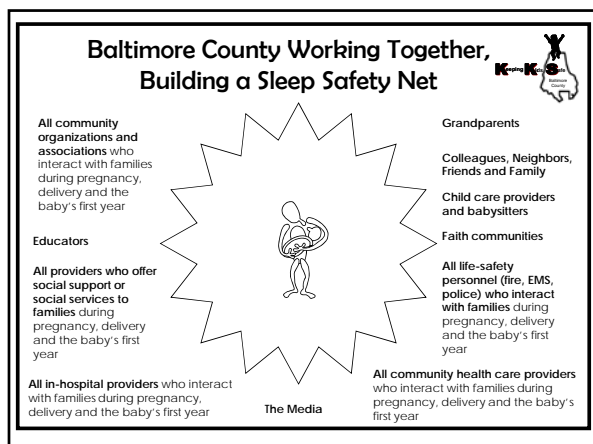 Baltimore County Working Together,
Building a Sleep Safety Net
Keeping Kids Safe
Baltimore
County
All community
organizations and
associations who
interact with families
during pregnancy,
delivery and the
baby's first year
Educators
All providers who offer
social support or
social services to
families during
pregnancy, delivery
and the baby's first
year
All in-hospital providers who interact
with families during pregnancy,
delivery and the baby's first year
The Media
Grandparents
Colleagues, Neighbors,
Friends and Family
Child care providers
and babysitters
Faith communities
All life-safety
personnel (fire, EMS,
police) who interact
with families during
pregnancy, delivery
and the baby's first
year
All community health care providers
who interact with families during
pregnancy, delivery and the baby's
first year